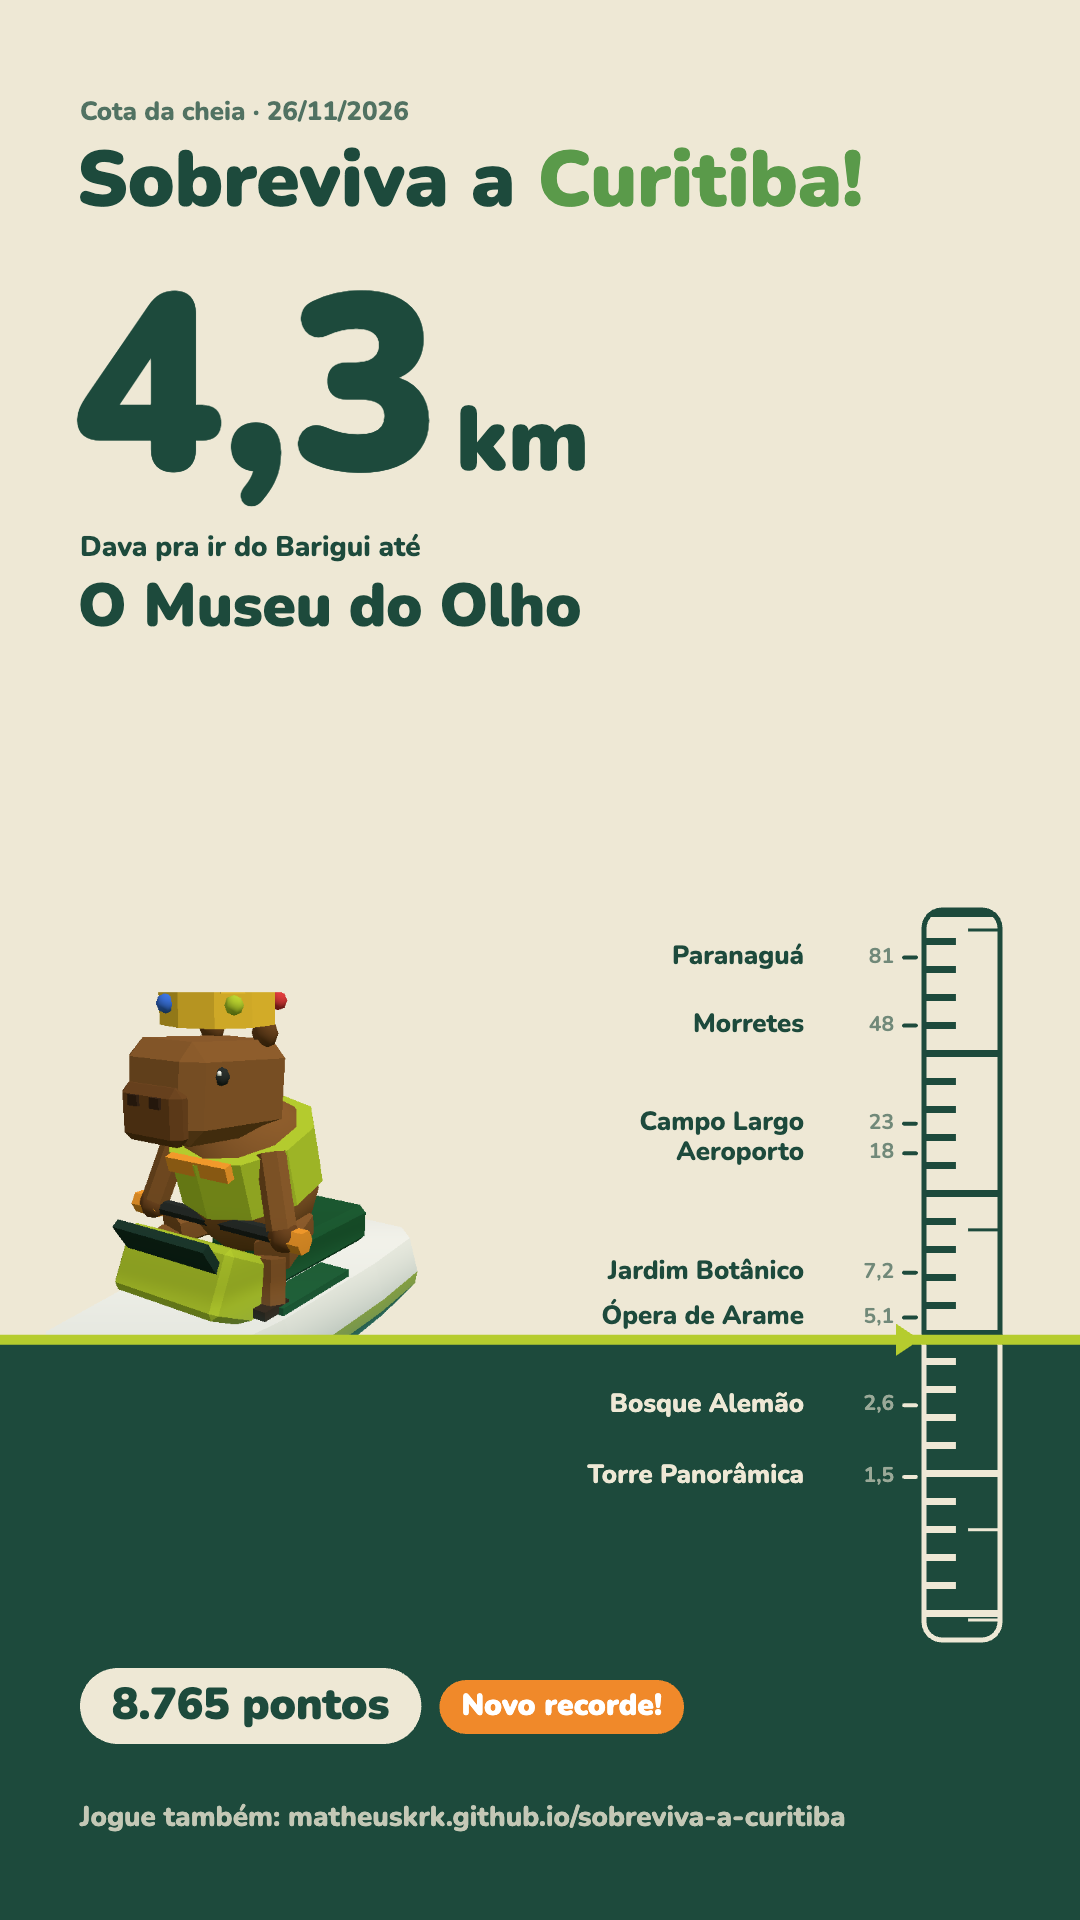 Cota da cheia · 26/11/2026
Sobreviva a Curitiba!
4,3 km
Dava pra ir do Barigui até
O Museu do Olho
Paranaguá 81
Morretes 48
Campo Largo 23
Aeroporto 18
Jardim Botânico 7,2
Ópera de Arame 5,1
Bosque Alemão 2,6
Torre Panorâmica 1,5
8.765 pontos
Novo recorde!
Jogue também: matheuskrk.github.io/sobreviva-a-curitiba